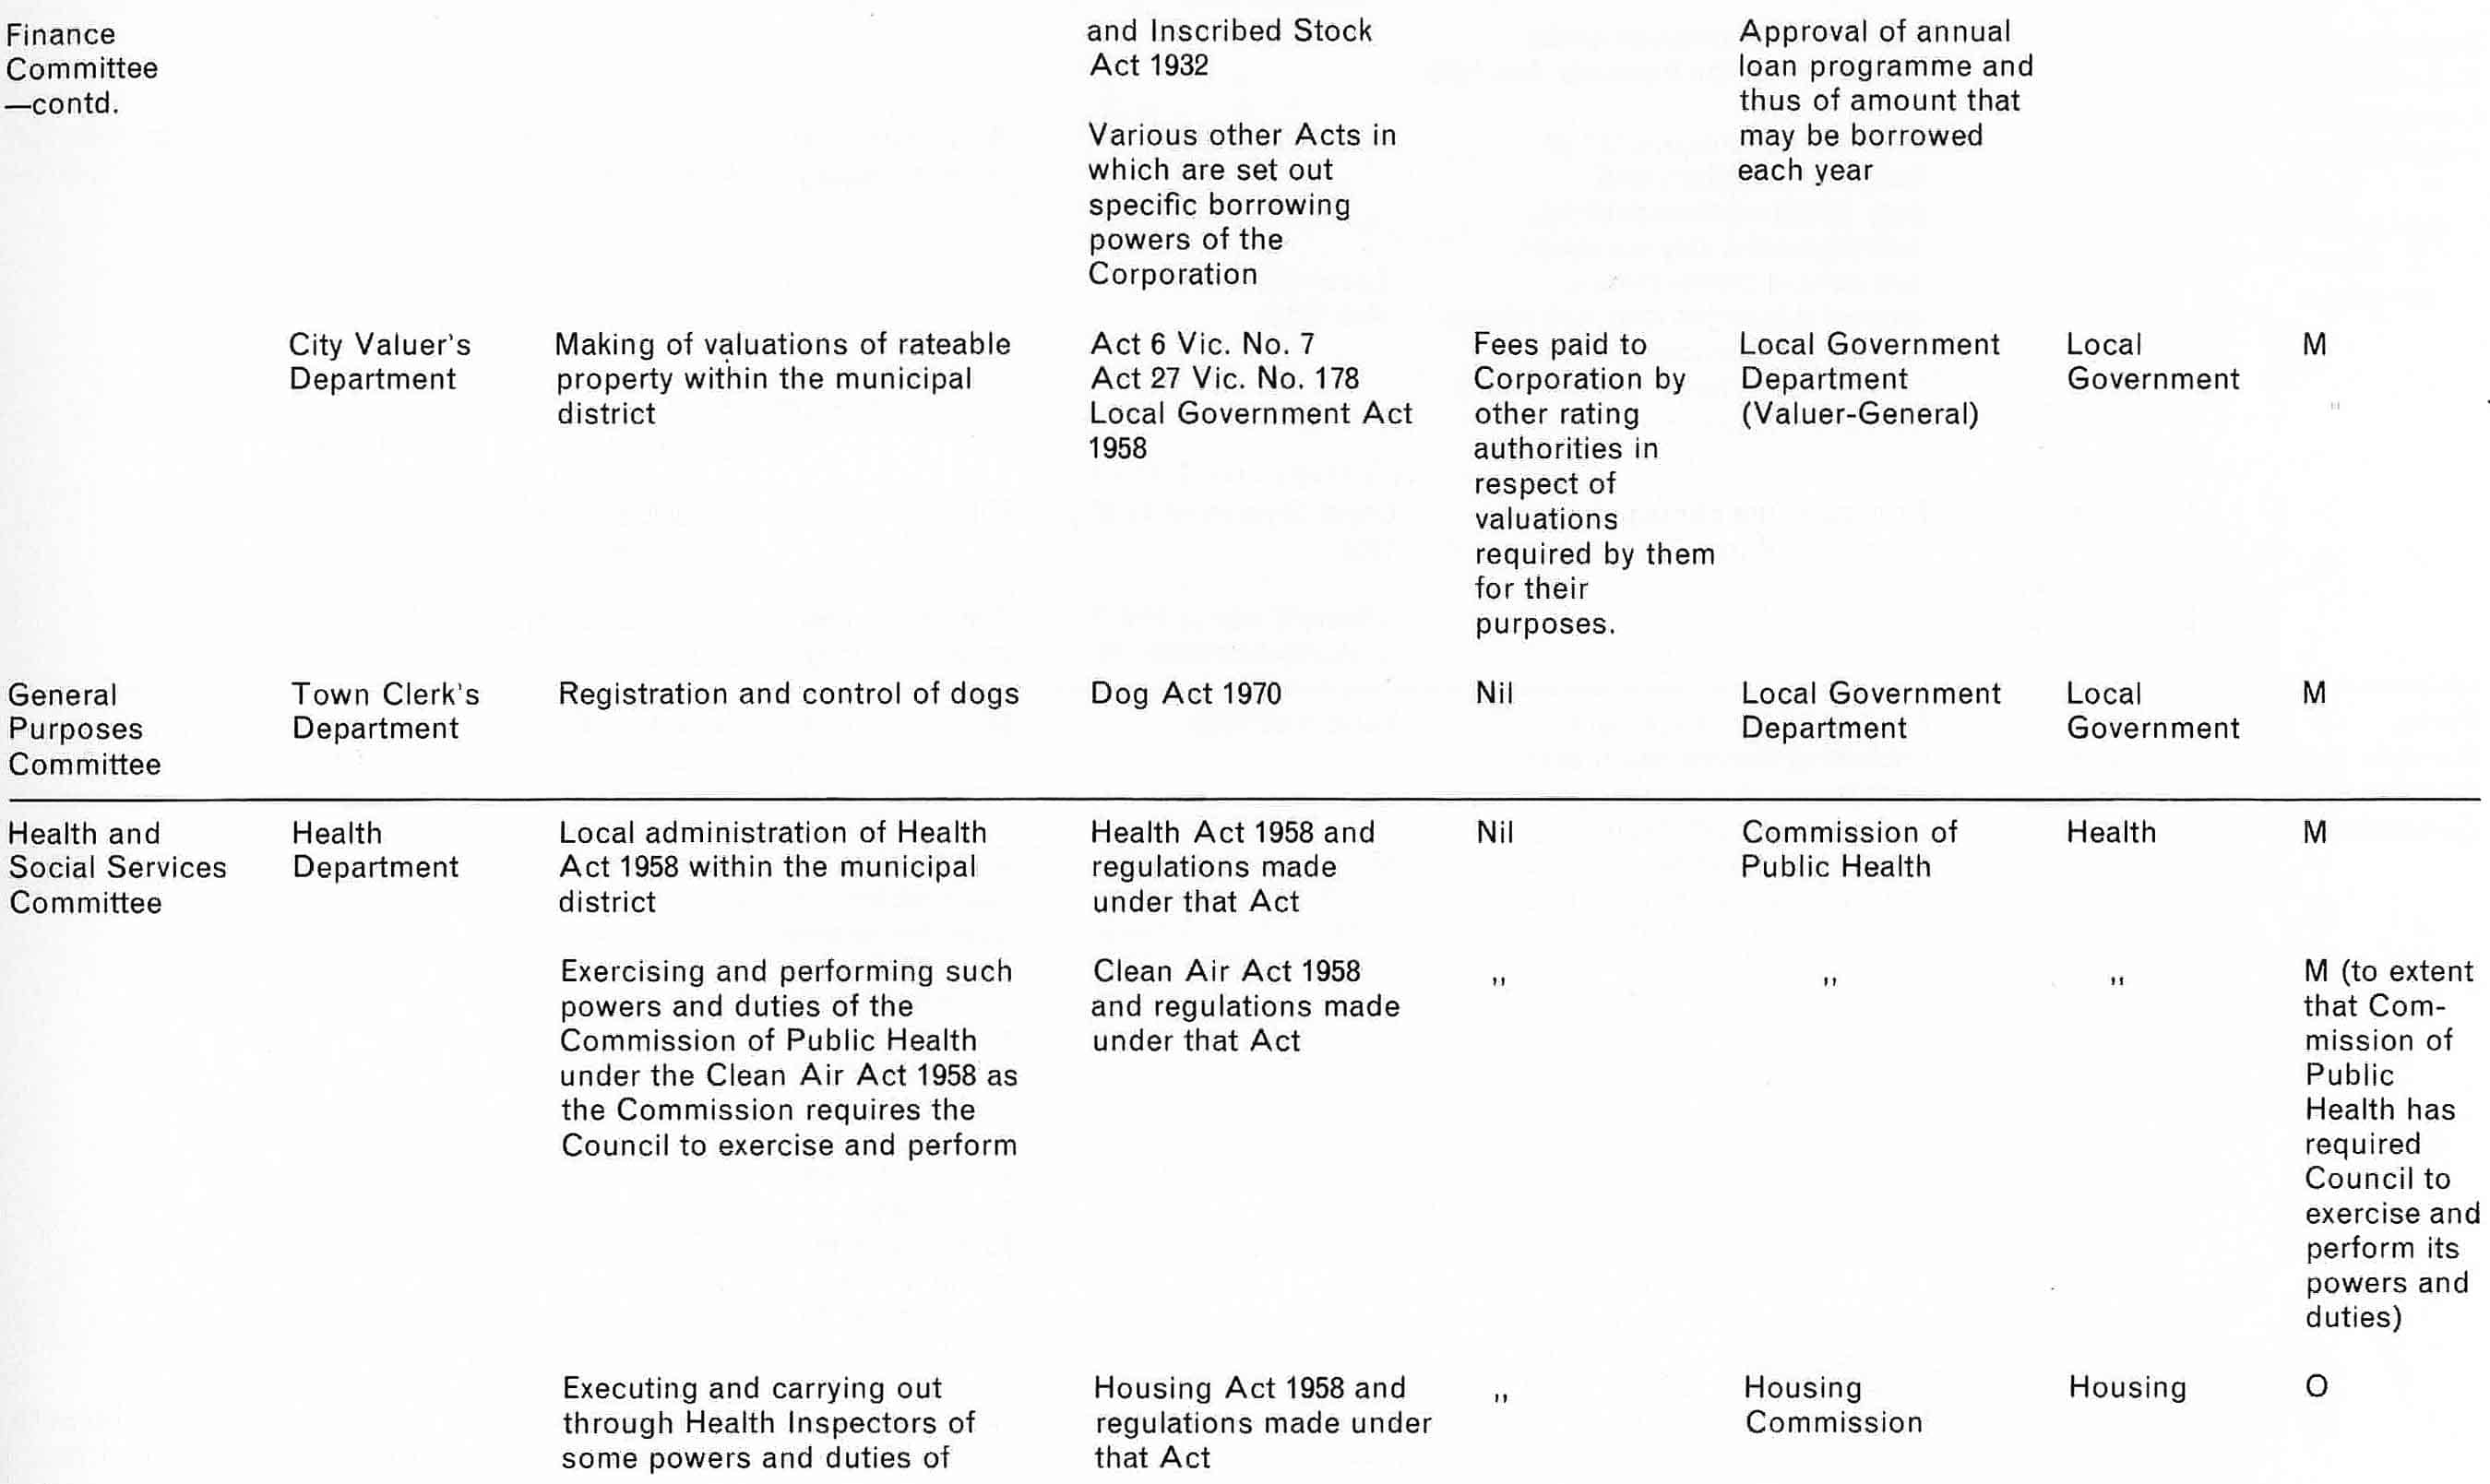 Finance
Committee
—contd.
and Inscribed Stock
Act 1932
Various other Acts in
which are set out
specific borrowing
powers of the
Corporation
Approval of annual
loan programme and
thus of amount that
may be borrowed
each year
City Valuer's
Department
Making of valuations of rateable
property within the municipal
district
Act 6 Vic. No. 7
Act 27 Vic. No. 178
Local Government Act
1958
Fees paid to
Corporation by
other rating
authorities in
respect of
valuations
required by them
for their
purposes.
Local Government
Department
(Valuer-General)
Local
Government
M
General
Purposes
Committee
Town Clerk's
Department
Registration and control of dogs
Dog Act 1970
Nil
Local Government
Department
Local
Government
M
Health and
Social Services
Committee
Health
Department
Local administration of Health
Act 1958 within the municipal
district
Health Act 1958 and
regulations made
under that Act
Nil
Commission of
Public Health
Health
M
Exercising and performing such
powers and duties of the
Commission of Public Health
under the Clean Air Act 1958 as
the Commission requires the
Council to exercise and perform
Clean Air Act 1958
and regulations made
under that Act
,,
,,
,,
M (to extent
that Com-
mission of
Public
Health has
required
Council to
exercise and
perform its
powers and
duties)
Executing and carrying out
through Health Inspectors of
some powers and duties of
Housing Act 1958 and
regulations made under
that Act
,,
Housing
Commission
Housing
O